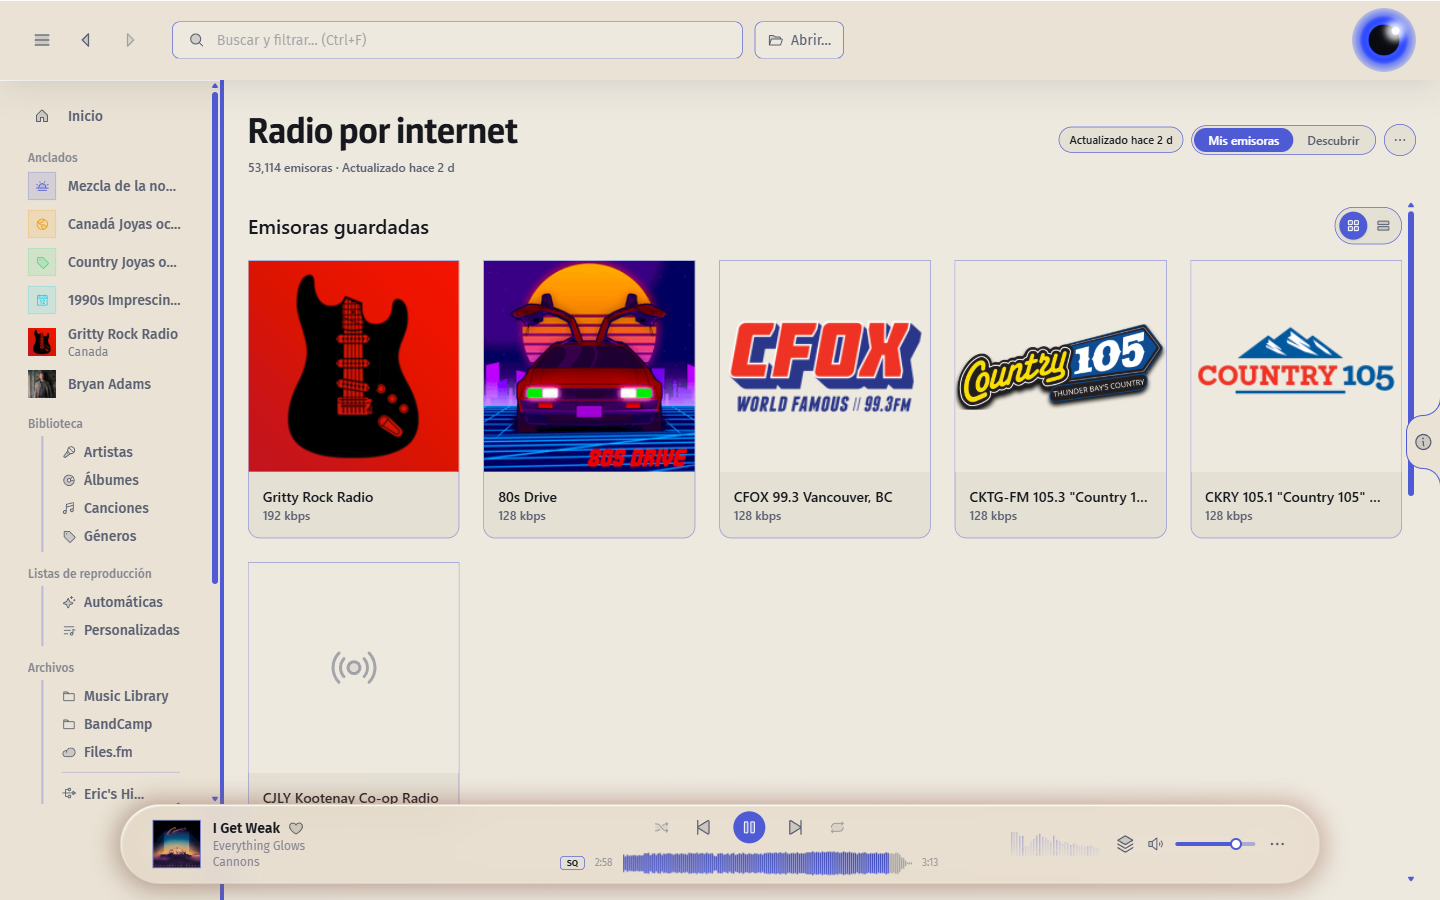 Buscar y filtrar... (Ctrl+F)
Abrir...
Inicio
Anclados
Mezcla de la no...
Canadá Joyas oc...
Country Joyas o...
1990s Imprescin...
Gritty Rock Radio
Canada
Bryan Adams
Biblioteca
Artistas
Álbumes
Canciones
Géneros
Listas de reproducción
Automáticas
Personalizadas
Archivos
Music Library
BandCamp
Files.fm
Eric's Hi...
Radio por internet
53,114 emisoras · Actualizado hace 2 d
Actualizado hace 2 d
Mis emisoras
Descubrir
Emisoras guardadas
Gritty Rock Radio
192 kbps
80S DRIVE
80s Drive
128 kbps
CFOX
WORLD FAMOUS // 99.3FM
CFOX 99.3 Vancouver, BC
128 kbps
Country 105
THUNDER BAY'S COUNTRY
CKTG-FM 105.3 "Country 1...
128 kbps
COUNTRY 105
CKRY 105.1 "Country 105" ...
128 kbps
CJLY Kootenay Co-op Radio
I Get Weak
Everything Glows
Cannons
SQ
2:58
3:13